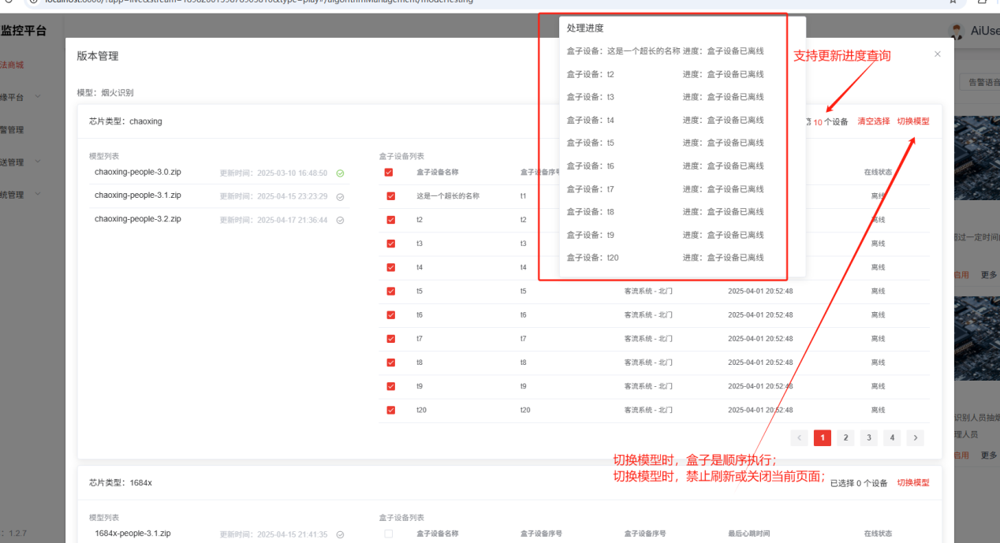 监控平台
AiUse
法商城
版本管理
处理进度
盒子设备：这是一个超长的名称 进度：盒子设备已离线
盒子设备：t2 进度：盒子设备已离线
盒子设备：t3 进度：盒子设备已离线
盒子设备：t4 进度：盒子设备已离线
盒子设备：t5 进度：盒子设备已离线
盒子设备：t6 进度：盒子设备已离线
盒子设备：t7 进度：盒子设备已离线
盒子设备：t8 进度：盒子设备已离线
盒子设备：t9 进度：盒子设备已离线
盒子设备：t20 进度：盒子设备已离线
支持更新进度查询
告警语音
缘平台
警管理
送管理
统管理
模型：烟火识别
芯片类型：chaoxing
10 个设备 清空选择 切换模型
模型列表
chaoxing-people-3.0.zip 更新时间：2025-03-10 16:48:50
chaoxing-people-3.1.zip 更新时间：2025-04-15 23:23:29
chaoxing-people-3.2.zip 更新时间：2025-04-17 21:36:44
盒子设备列表
盒子设备名称 盒子设备序号 在线状态
这是一个超长的名称 t1 离线
t2 t2 离线
t3 t3 离线
t4 t4 离线
t5 t5 客流系统 - 北门 2025-04-01 20:52:48 离线
t6 t6 客流系统 - 北门 2025-04-01 20:52:48 离线
t7 t7 客流系统 - 北门 2025-04-01 20:52:48 离线
t8 t8 客流系统 - 北门 2025-04-01 20:52:48 离线
t9 t9 客流系统 - 北门 2025-04-01 20:52:48 离线
t20 t20 客流系统 - 北门 2025-04-01 20:52:48 离线
1 2 3 4
切换模型时，盒子是顺序执行；
切换模型时，禁止刷新或关闭当前页面；
芯片类型：1684x
已选择 0 个设备 切换模型
模型列表
1684x-people-3.1.zip 更新时间：2025-04-15 21:41:35
盒子设备列表
盒子设备名称 盒子设备序号 盒子设备序号 最后心跳时间 在线状态
过一定时间
启用 更多
识别人员抽烟
理人员
启用 更多
：1.2.7